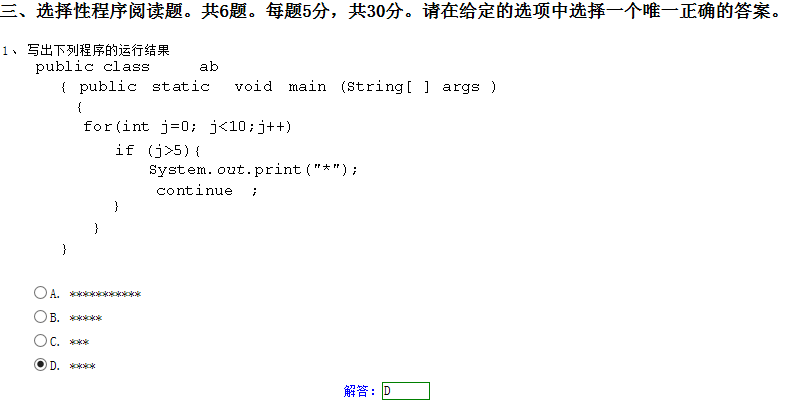 三、选择性程序阅读题。共6题。每题5分，共30分。请在给定的选项中选择一个唯一正确的答案。
1、 写出下列程序的运行结果
public class ab
{ public static void main (String[ ] args )
{
for(int j=0; j<10;j++)
if (j>5){
System.out.print("*");
continue ;
}
}
}
A. ***********
B. *****
C. ***
D. ****
解答：D